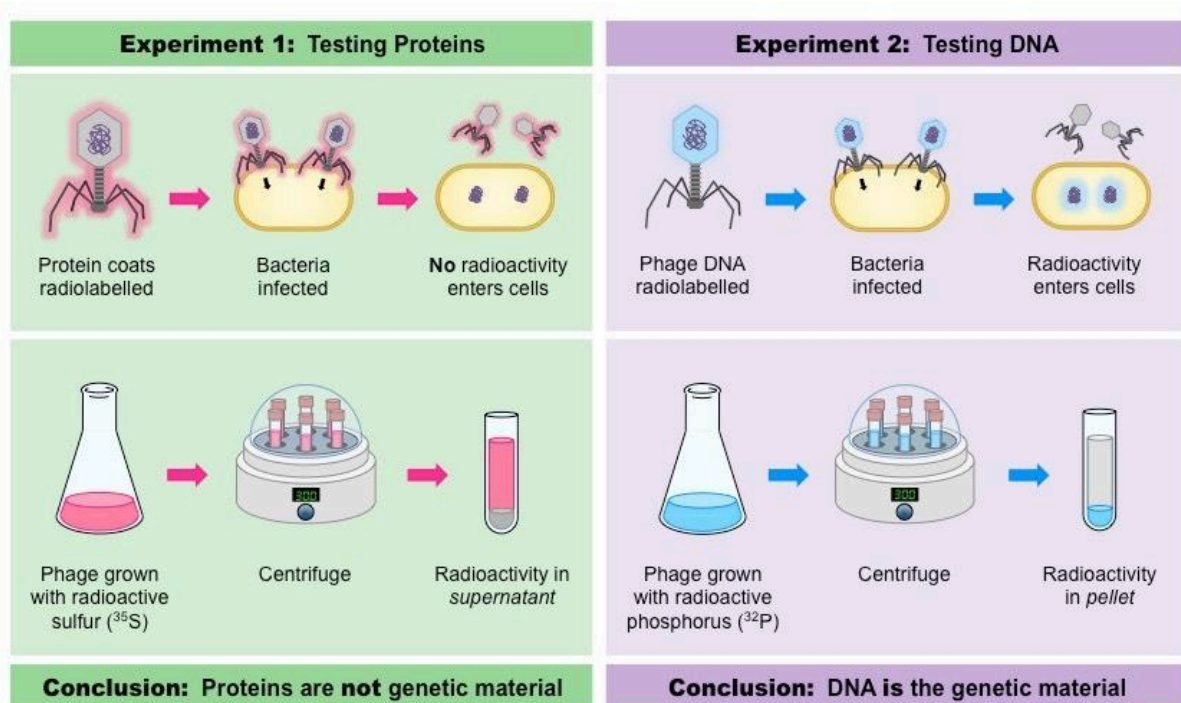 Experiment 1: Testing Proteins
Protein coats
radiolabelled
Bacteria
infected
No radioactivity
enters cells
300
Phage grown
with radioactive
sulfur (³⁵S)
Centrifuge
Radioactivity in
supernatant
Conclusion: Proteins are not genetic material
Experiment 2: Testing DNA
Phage DNA
radiolabelled
Bacteria
infected
Radioactivity
enters cells
300
Phage grown
with radioactive
phosphorus (³²P)
Centrifuge
Radioactivity
in pellet
Conclusion: DNA is the genetic material